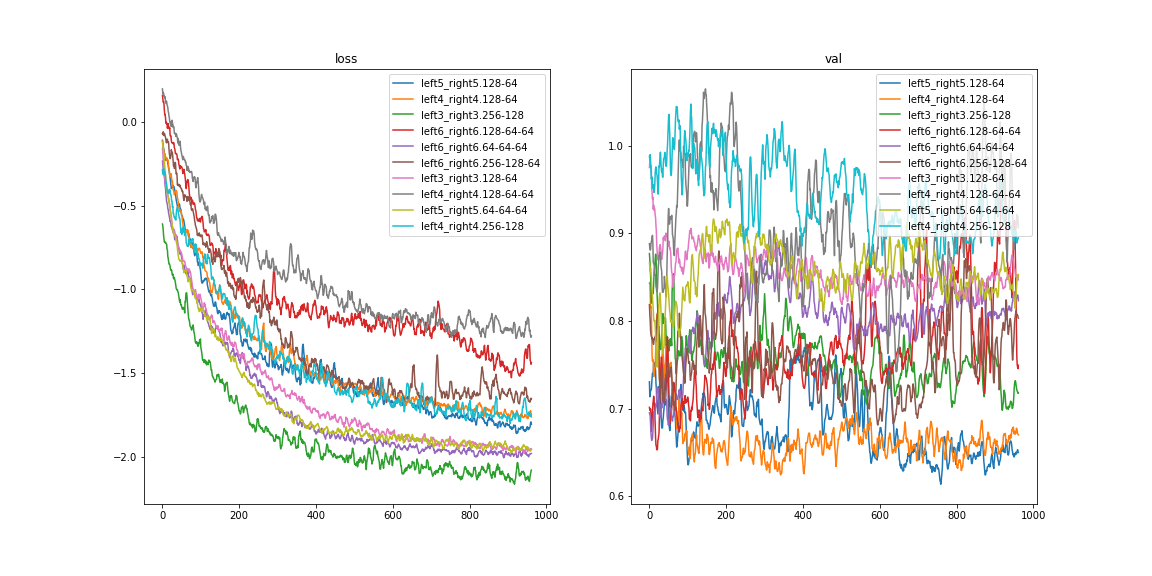 loss
left5_right5.128-64
left4_right4.128-64
left3_right3.256-128
left6_right6.128-64-64
left6_right6.64-64-64
left6_right6.256-128-64
left3_right3.128-64
left4_right4.128-64-64
left5_right5.64-64-64
left4_right4.256-128
0.0
−0.5
−1.0
−1.5
−2.0
0
200
400
600
800
1000
val
left5_right5.128-64
left4_right4.128-64
left3_right3.256-128
left6_right6.128-64-64
left6_right6.64-64-64
left6_right6.256-128-64
left3_right3.128-64
left4_right4.128-64-64
left5_right5.64-64-64
left4_right4.256-128
1.0
0.9
0.8
0.7
0.6
0
200
400
600
800
1000